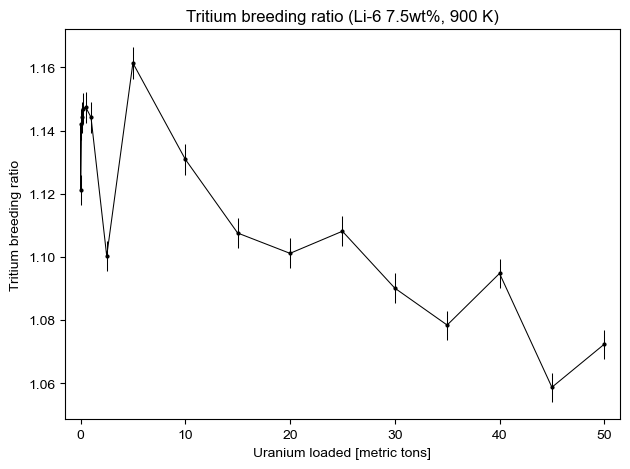 Tritium breeding ratio (Li-6 7.5wt%, 900 K)
Tritium breeding ratio
1.16
1.14
1.12
1.10
1.08
1.06
0 10 20 30 40 50
Uranium loaded [metric tons]